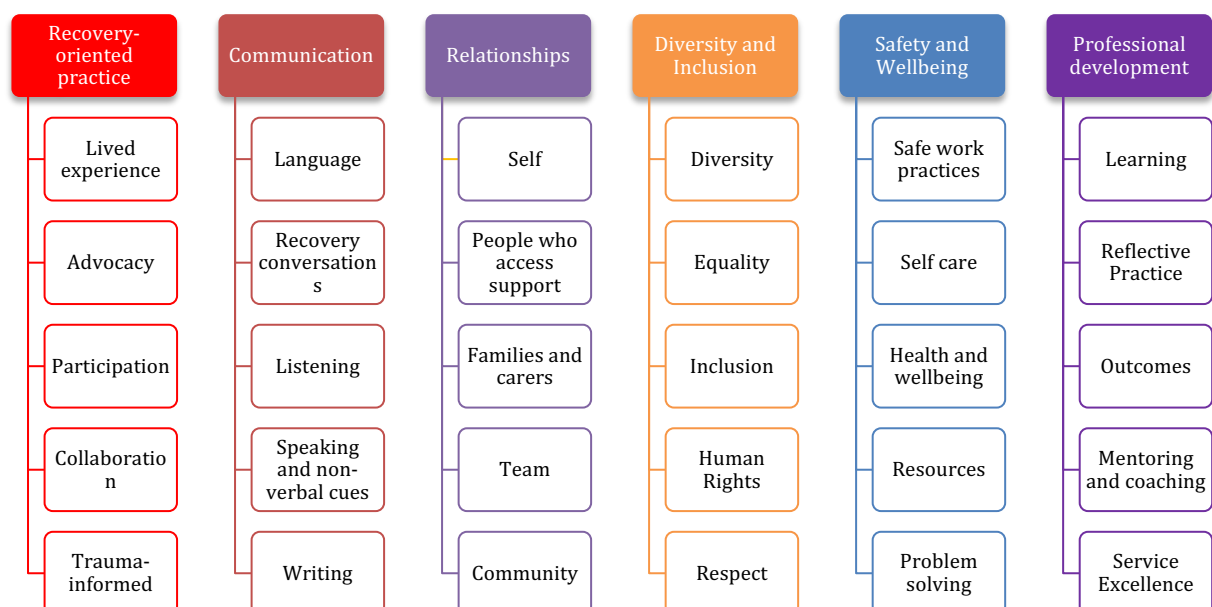 Recovery-
oriented
practice
Lived
experience
Advocacy
Participation
Collaboratio
n
Trauma-
informed
Communication
Language
Recovery
conversation
s
Listening
Speaking
and non-
verbal cues
Writing
Relationships
Self
People who
access
support
Families and
carers
Team
Community
Diversity and
Inclusion
Diversity
Equality
Inclusion
Human
Rights
Respect
Safety and
Wellbeing
Safe work
practices
Self care
Health and
wellbeing
Resources
Problem
solving
Professional
development
Learning
Reflective
Practice
Outcomes
Mentoring
and coaching
Service
Excellence